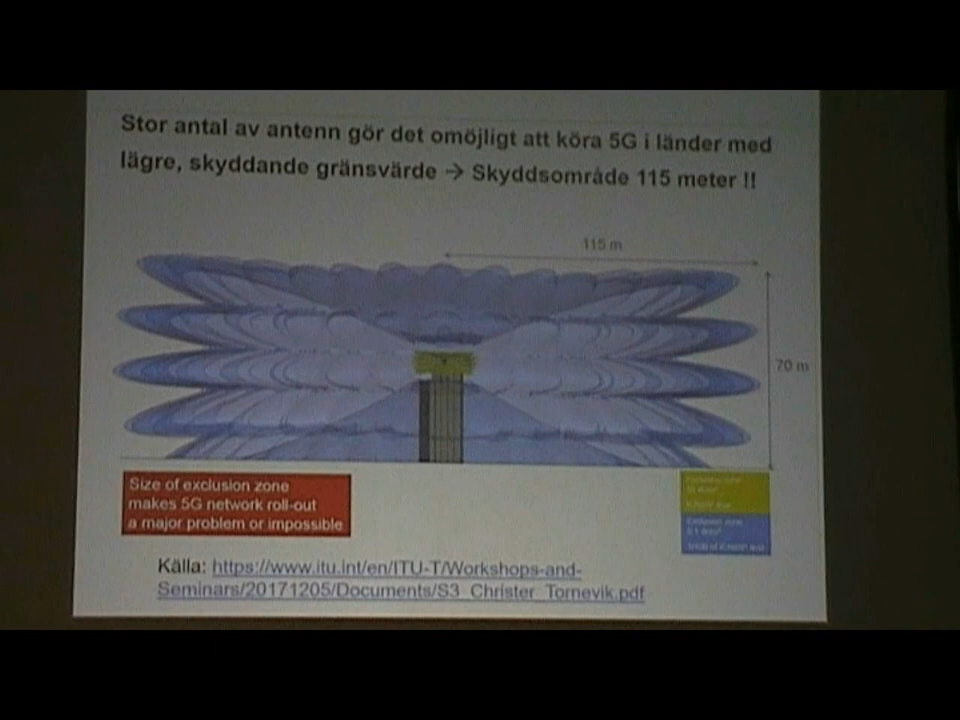 Stor antal av antenn gör det omöjligt att köra 5G i länder med
lägre, skyddande gränsvärde → Skyddsområde 115 meter !!
115 m
70 m
Size of exclusion zone
makes 5G network roll-out
a major problem or impossible
Källa: https://www.itu.int/en/ITU-T/Workshops-and-
Seminars/20171205/Documents/S3_Christer_Tornevik.pdf